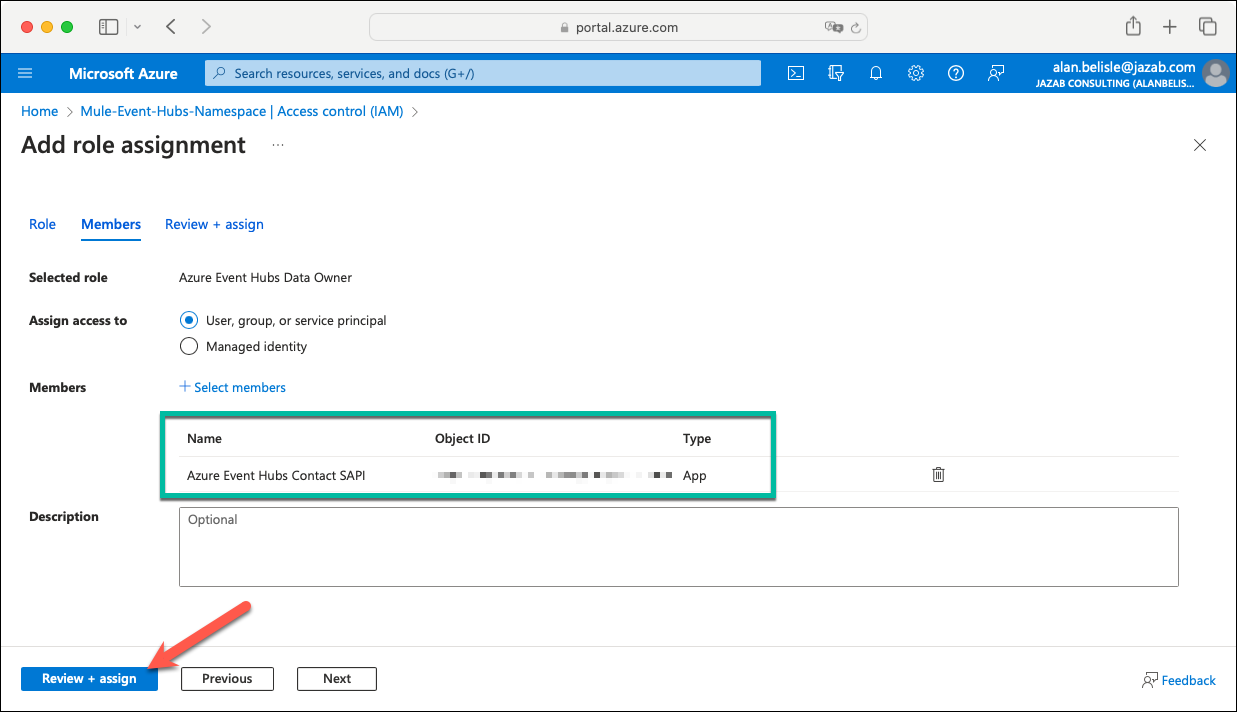 portal.azure.com
Microsoft Azure
Search resources, services, and docs (G+/)
alan.belisle@jazab.com
JAZAB CONSULTING (ALANBELIS...
Home > Mule-Event-Hubs-Namespace | Access control (IAM) >
Add role assignment ...
Role Members Review + assign
Selected role Azure Event Hubs Data Owner
Assign access to User, group, or service principal
Managed identity
Members + Select members
Name Object ID Type
Azure Event Hubs Contact SAPI App
Description Optional
Review + assign Previous Next Feedback